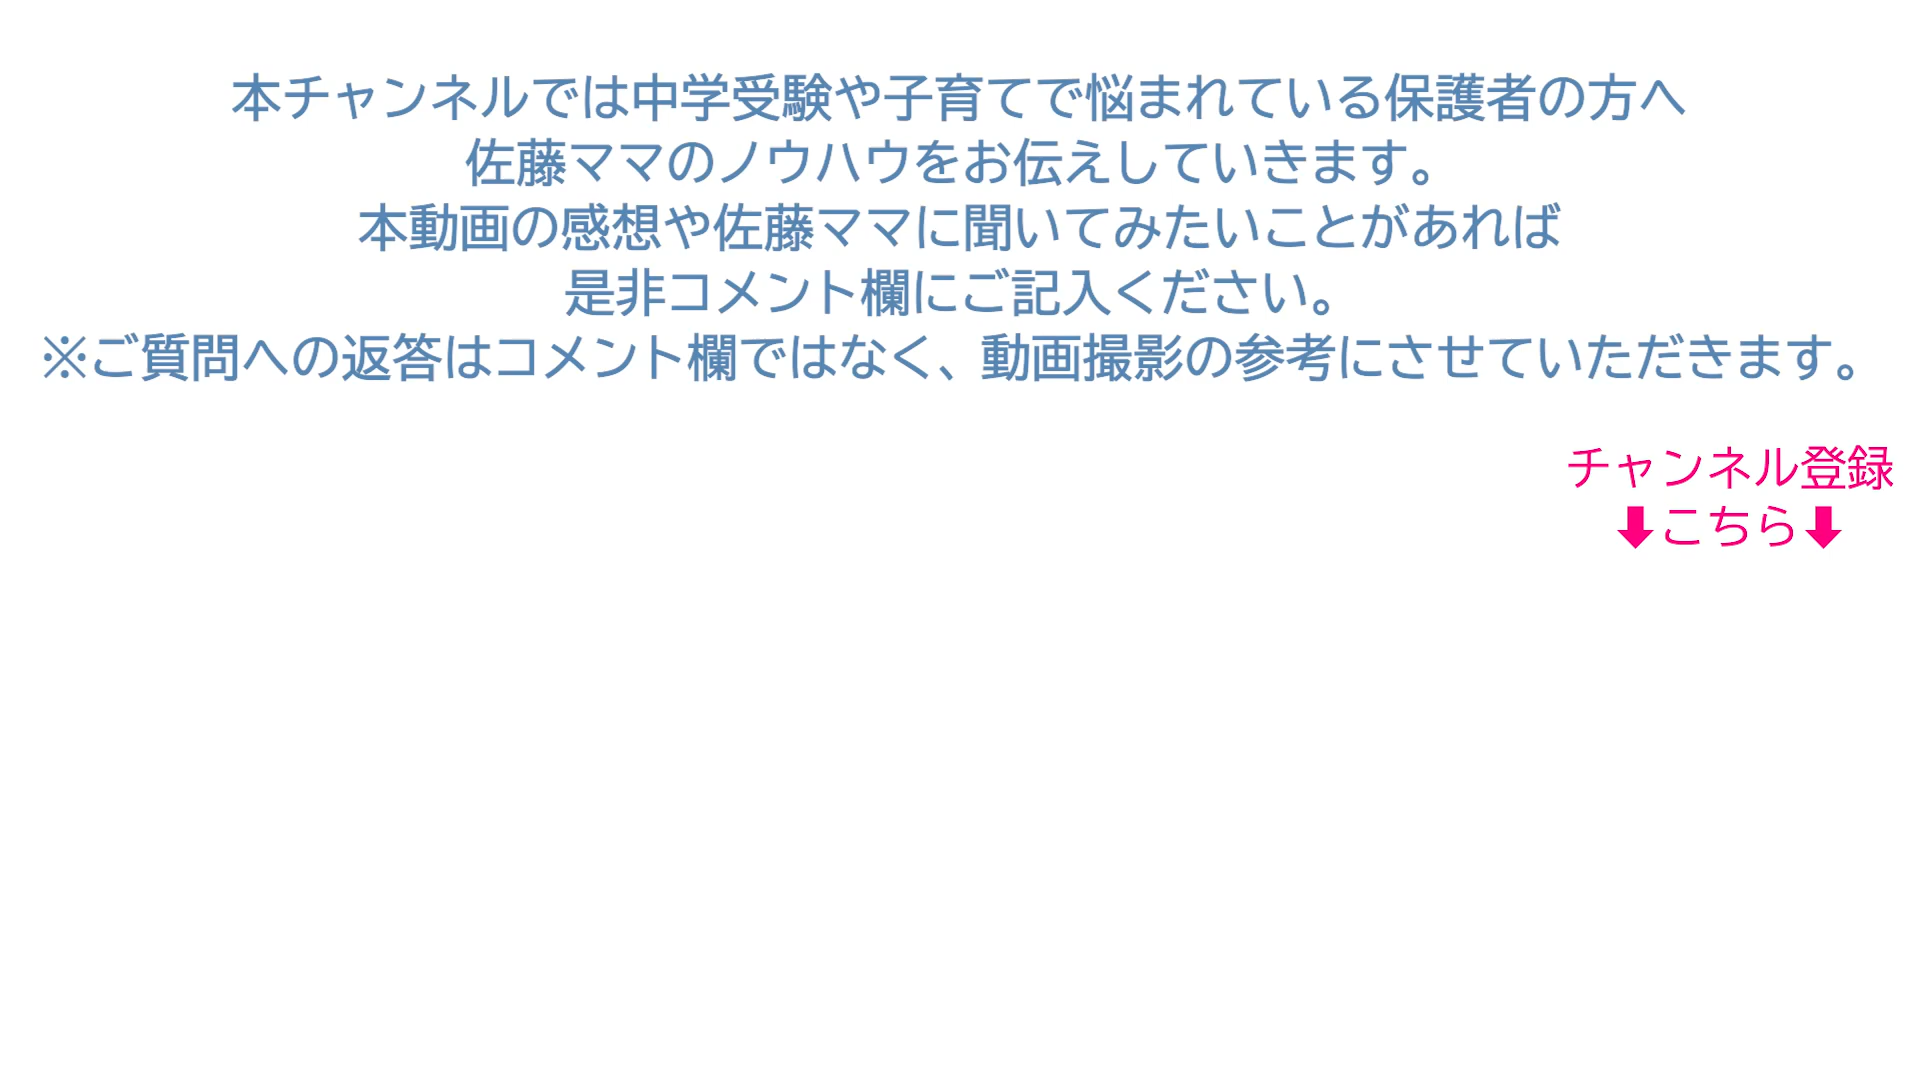 本チャンネルでは中学受験や子育てで悩まれている保護者の方へ
佐藤ママのノウハウをお伝えしていきます。
本動画の感想や佐藤ママに聞いてみたいことがあれば
是非コメント欄にご記入ください。
※ご質問への返答はコメント欄ではなく、動画撮影の参考にさせていただきます。
チャンネル登録
⬇こちら⬇